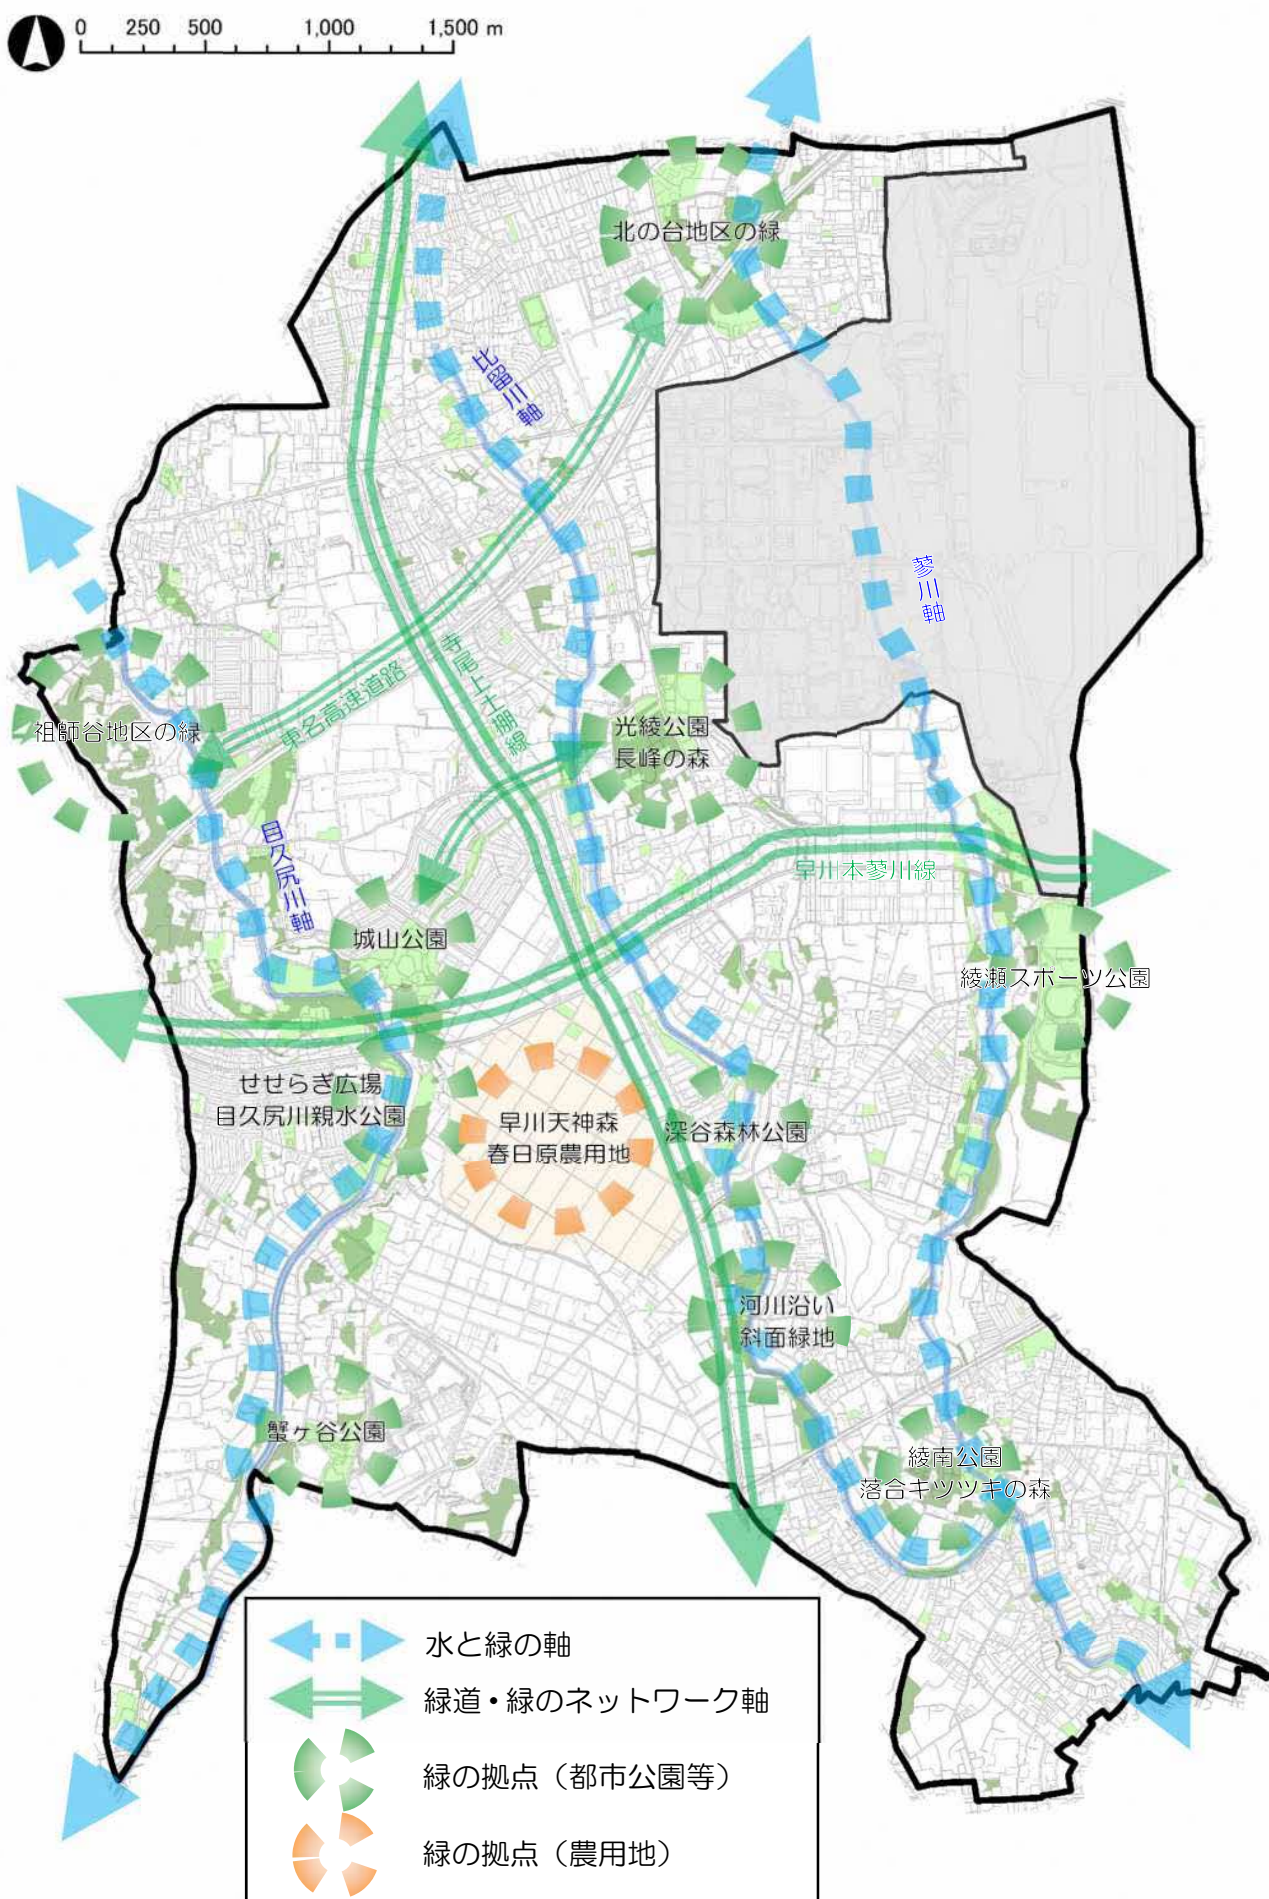 0 250 500 1,000 1,500 m
北の台地区の緑
比留川軸
蓼川軸
寺尾上土棚線
東名高速道路
祖師谷地区の緑
光綾公園
長峰の森
目久尻川軸
早川本蓼川線
城山公園
綾瀬スポーツ公園
せせらぎ広場
目久尻川親水公園
早川天神森
春日原農用地
深谷森林公園
河川沿い
斜面緑地
蟹ヶ谷公園
綾南公園
落合キツツキの森
水と緑の軸
緑道・緑のネットワーク軸
緑の拠点（都市公園等）
緑の拠点（農用地）